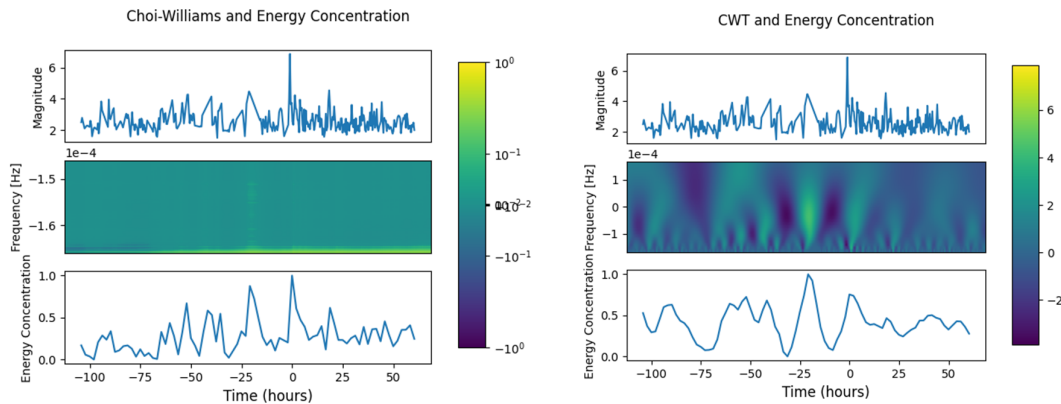 Choi-Williams and Energy Concentration
Magnitude
6
4
2
1e−4
Frequency [Hz]
−1.5
−1.6
Energy Concentration
1.0
0.5
0.0
−100 −75 −50 −25 0 25 50
Time (hours)
10⁰
10⁻¹
10⁻²
−10⁻¹
−10⁰
CWT and Energy Concentration
Magnitude
6
4
2
1e−4
Frequency [Hz]
1
0
−1
Energy Concentration
1.0
0.5
0.0
−100 −75 −50 −25 0 25 50
Time (hours)
6
4
2
0
−2